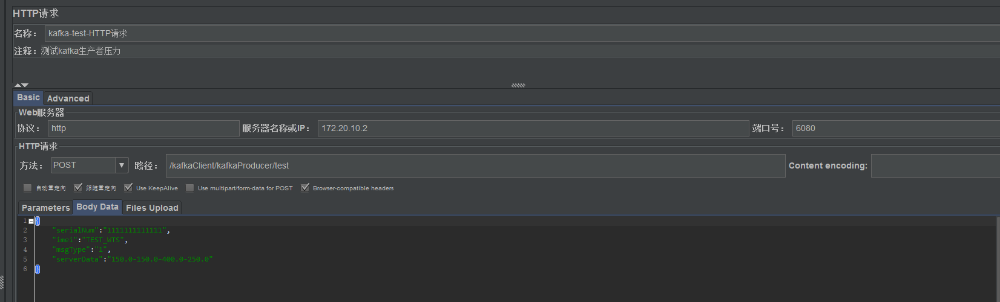 HTTP请求
名称： kafka-test-HTTP请求
注释：测试kafka生产者压力
Basic Advanced
Web服务器
协议： http 服务器名称或IP： 172.20.10.2 端口号： 6080
HTTP请求
方法： POST 路径： /kafkaClient/kafkaProducer/test Content encoding:
自动重定向 跟随重定向 Use KeepAlive Use multipart/form-data for POST Browser-compatible headers
Parameters Body Data Files Upload
1 {
2 "serialNum":"1111111111111",
3 "imei":"TEST_WTS",
4 "msgType":"1",
5 "serverData":"150.0-150.0-400.0-250.0"
6 }